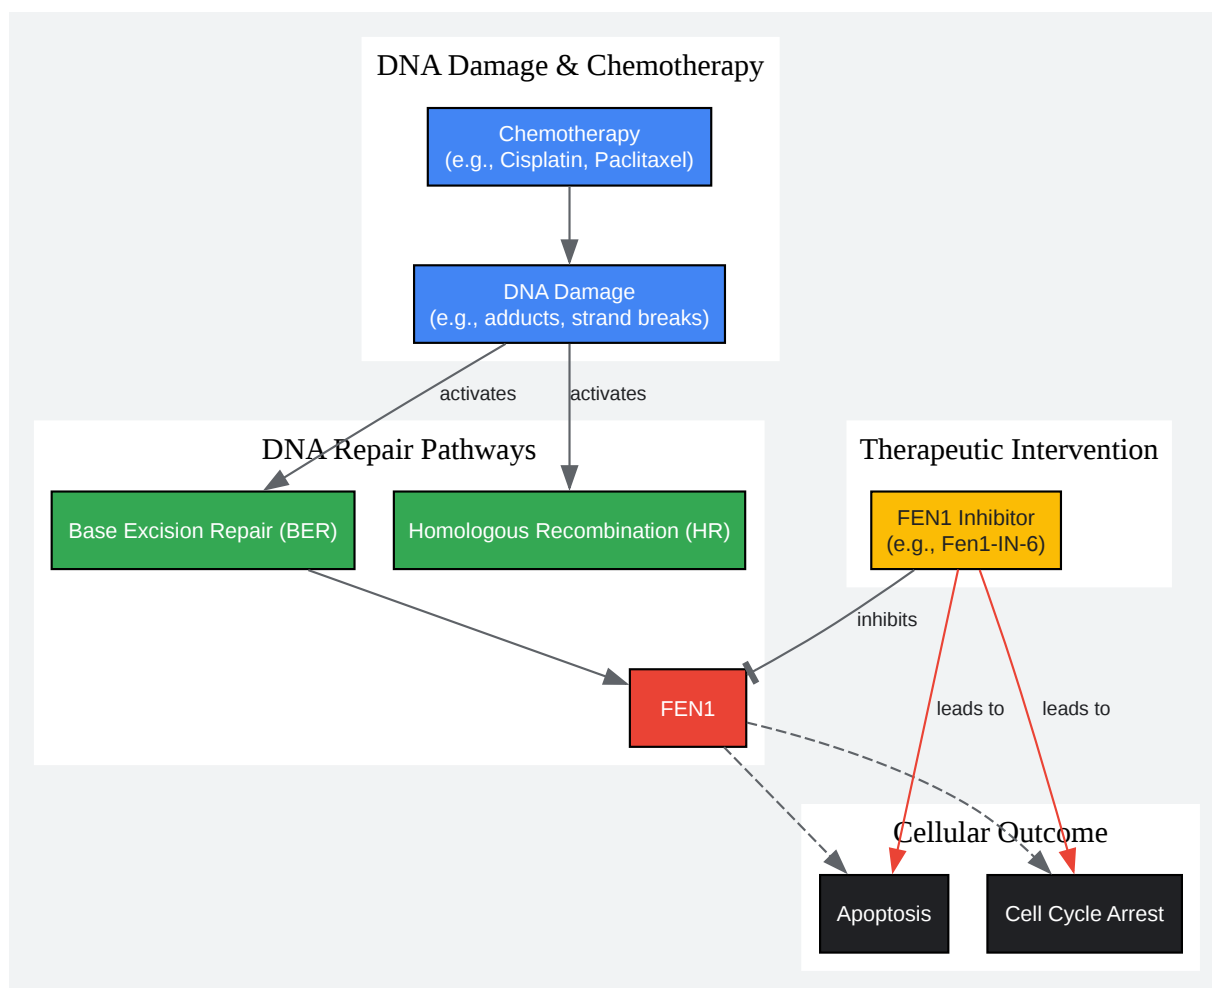 DNA Damage & Chemotherapy
Chemotherapy
(e.g., Cisplatin, Paclitaxel)
DNA Damage
(e.g., adducts, strand breaks)
activates
activates
DNA Repair Pathways
Therapeutic Intervention
Base Excision Repair (BER)
Homologous Recombination (HR)
FEN1 Inhibitor
(e.g., Fen1-IN-6)
inhibits
FEN1
leads to
leads to
Cellular Outcome
Apoptosis
Cell Cycle Arrest